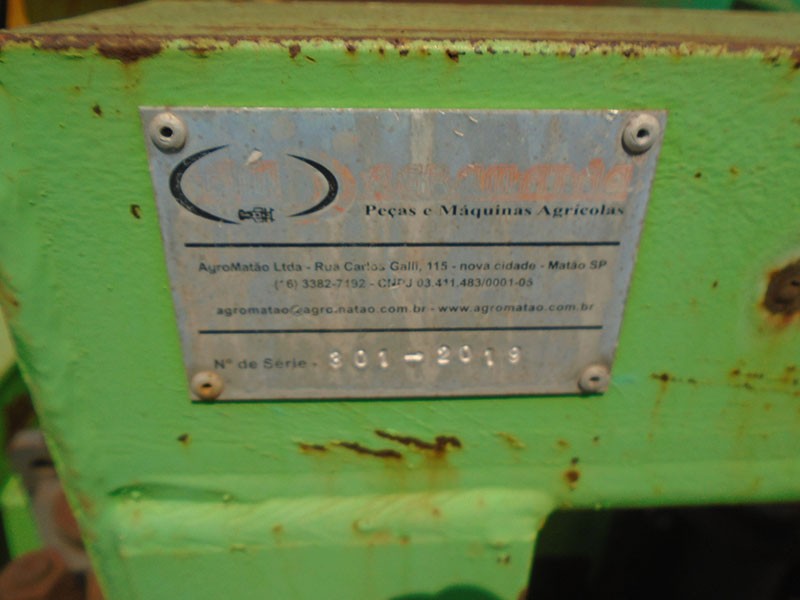 Peças e Máquinas Agrícolas
AgroMatão Ltda - Rua Carlos Galli, 115 - nova cidade - Matão SP
(16) 3382-7192 - CNPJ 03.411.483/0001-05
agromatao@agromatao.com.br - www.agromatao.com.br
Nº de Série - 301-2019